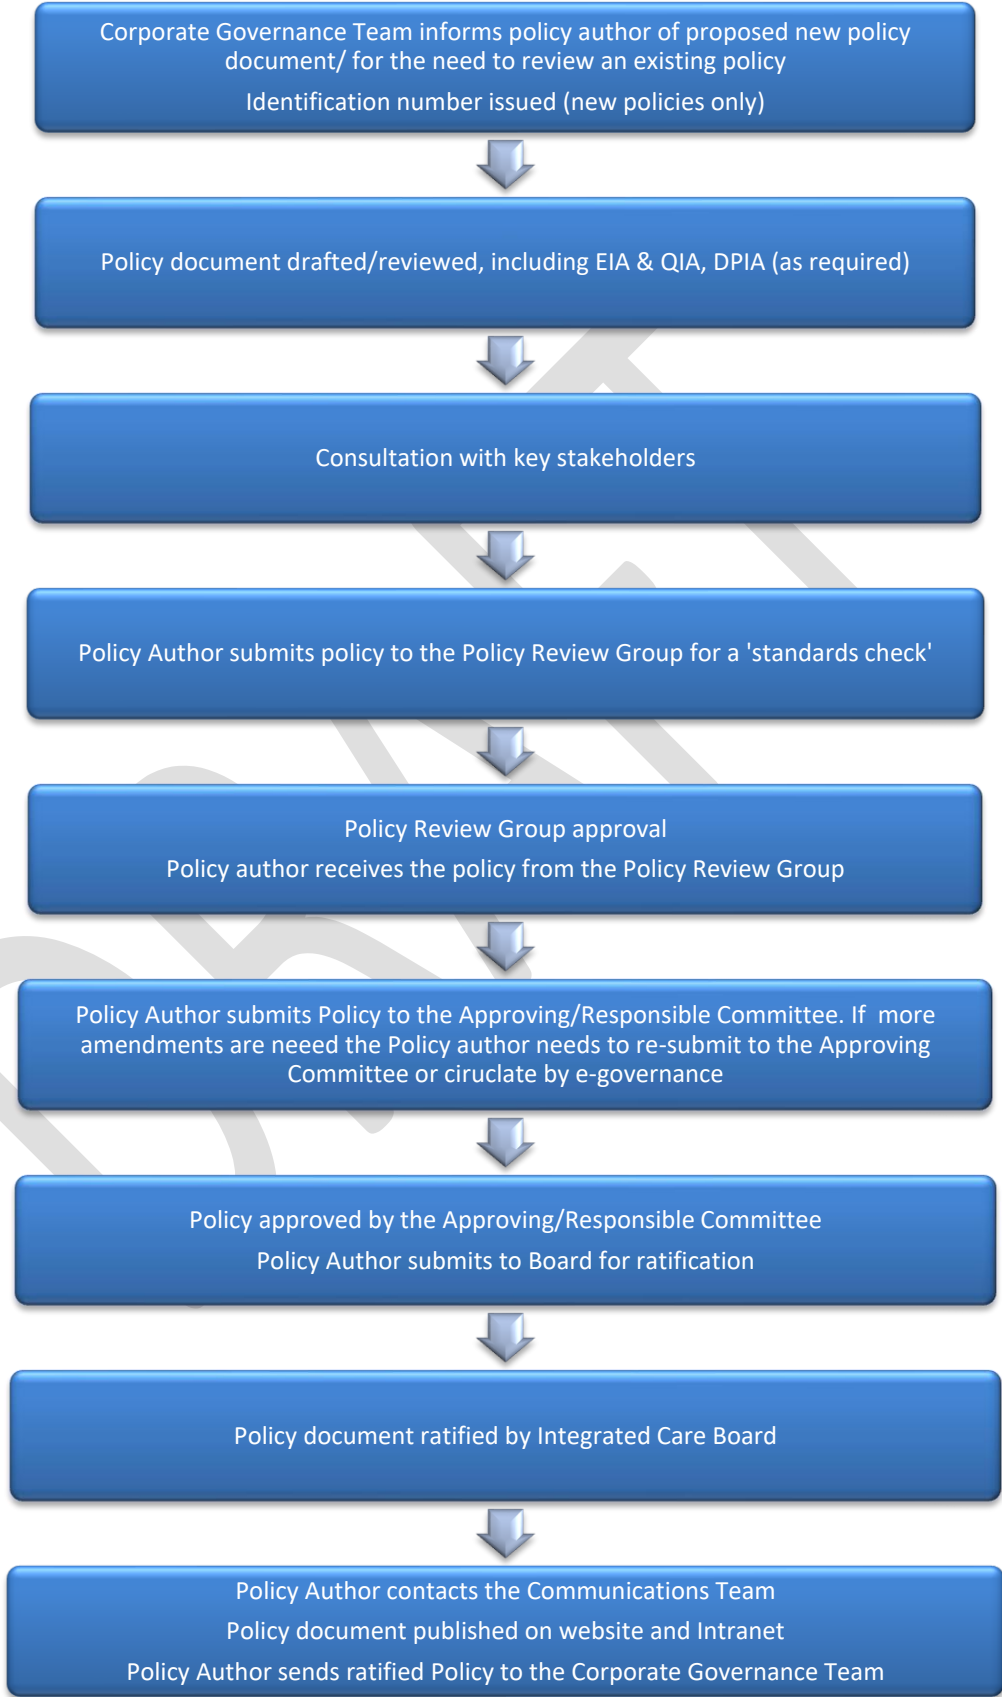 Corporate Governance Team informs policy author of proposed new policy
document/ for the need to review an existing policy
Identification number issued (new policies only)
Policy document drafted/reviewed, including EIA & QIA, DPIA (as required)
Consultation with key stakeholders
Policy Author submits policy to the Policy Review Group for a 'standards check'
Policy Review Group approval
Policy author receives the policy from the Policy Review Group
Policy Author submits Policy to the Approving/Responsible Committee. If  more
amendments are neeed the Policy author needs to re-submit to the Approving
Committee or ciruclate by e-governance
Policy approved by the Approving/Responsible Committee
Policy Author submits to Board for ratification
Policy document ratified by Integrated Care Board
Policy Author contacts the Communications Team
Policy document published on website and Intranet
Policy Author sends ratified Policy to the Corporate Governance Team
DRAFT